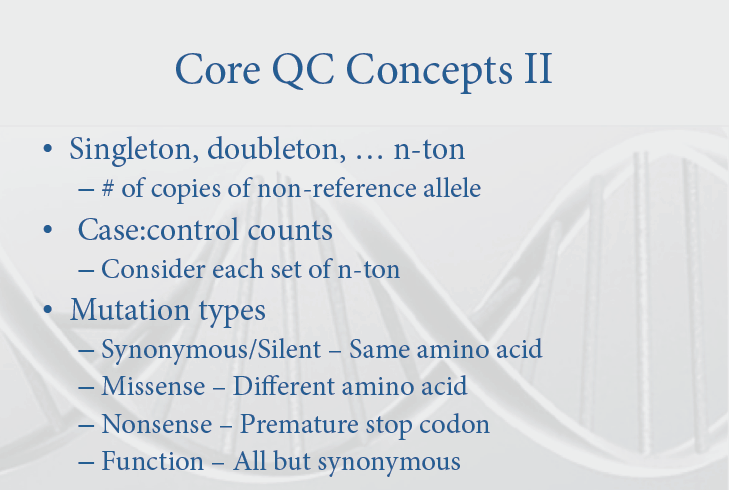 Core QC Concepts II
• Singleton, doubleton, … n-ton
– # of copies of non-reference allele
• Case:control counts
– Consider each set of n-ton
• Mutation types
– Synonymous/Silent – Same amino acid
– Missense – Different amino acid
– Nonsense – Premature stop codon
– Function – All but synonymous